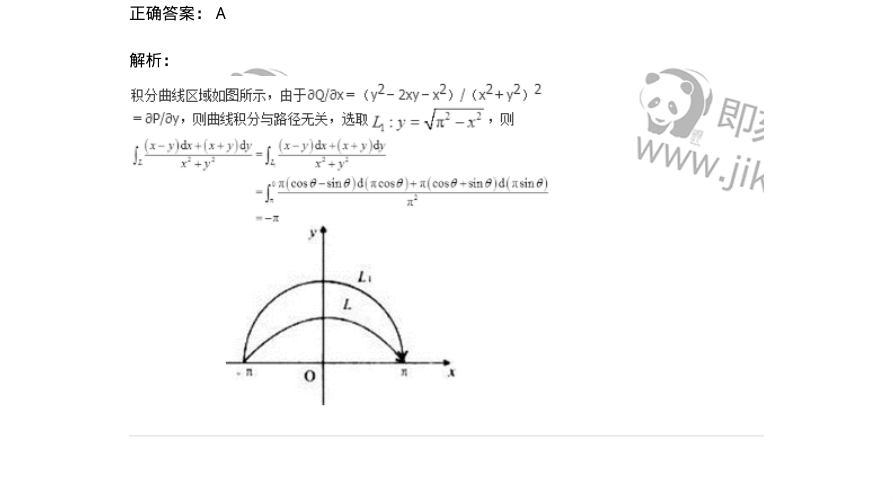 正确答案： A
解析：
积分曲线区域如图所示，由于∂Q/∂x＝（y²－2xy－x²）/（x²＋y²）²
＝∂P/∂y，则曲线积分与路径无关，选取 L₁ : y = √(π² − x²) ，则
∫_L ((x−y)dx+(x+y)dy)/(x²+y²) = ∫_L₁ ((x−y)dx+(x+y)dy)/(x²+y²)
= ∫_π^0 (π(cosθ−sinθ)d(πcosθ)+π(cosθ+sinθ)d(πsinθ))/π²
= −π
y
L₁
L
-π
O
π
x
www.jik